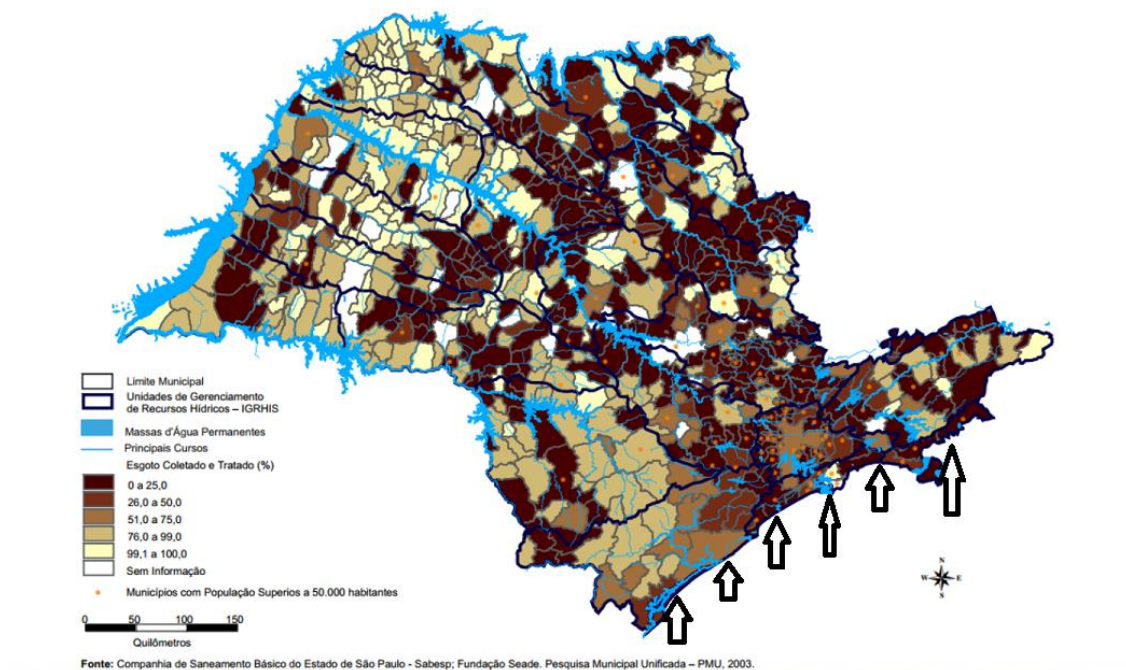 Limite Municipal
Unidades de Gerenciamento
de Recursos Hídricos – IGRHIS
Massas d'Água Permanentes
Principais Cursos
Esgoto Coletado e Tratado (%)
0 a 25,0
26,0 a 50,0
51,0 a 75,0
76,0 a 99,0
99,1 a 100,0
Sem Informação
Municípios com População Superios a 50.000 habitantes
0 50 100 150
Quilômetros
N
W E
S
Fonte: Companhia de Saneamento Básico do Estado de São Paulo - Sabesp; Fundação Seade. Pesquisa Municipal Unificada – PMU, 2003.